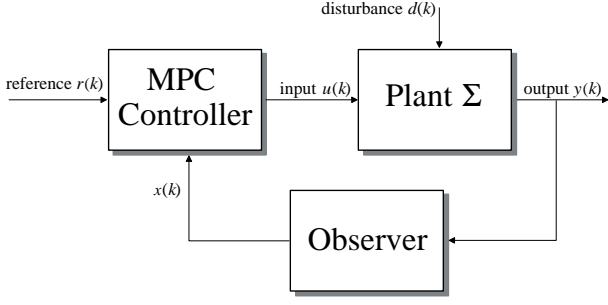 disturbance d(k)
reference r(k)
MPC
Controller
input u(k)
Plant Σ
output y(k)
x(k)
Observer